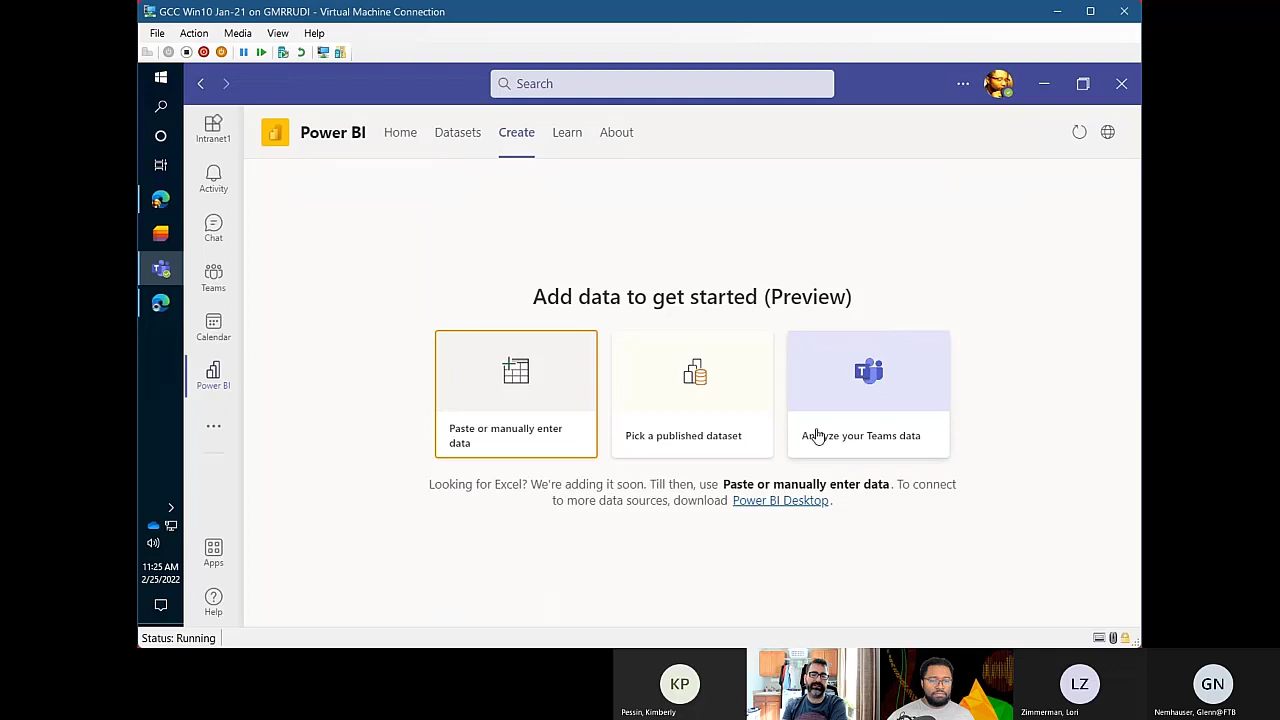 GCC Win10 Jan-21 on GMRRUDI - Virtual Machine Connection
File Action Media View Help
Search
Power BI Home Datasets Create Learn About
Intranet1
Activity
Chat
Teams
Calendar
Power BI
Apps
Help
Add data to get started (Preview)
Paste or manually enter
data
Pick a published dataset
Analyze your Teams data
Looking for Excel? We're adding it soon. Till then, use Paste or manually enter data. To connect
to more data sources, download Power BI Desktop.
11:25 AM
2/25/2022
Status: Running
KP
LZ
GN
Pessin, Kimberly
Zimmerman, Lori
Nemhauser, Glenn@FTB